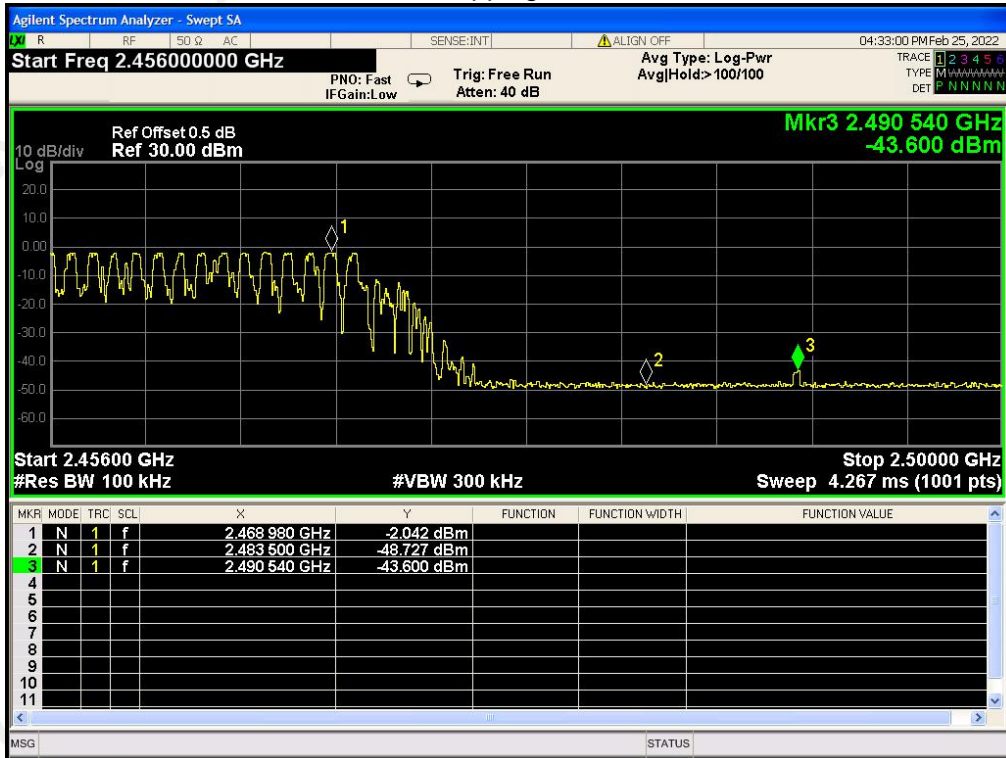 Agilent Spectrum Analyzer - Swept SA
LXI R RF 50 Ω AC SENSE:INT ALIGN OFF 04:33:00 PM Feb 25, 2022
Start Freq 2.456000000 GHz
PNO: Fast Trig: Free Run Avg Type: Log-Pwr TRACE 1 2 3 4 5 6
IFGain:Low Atten: 40 dB Avg|Hold:>100/100 TYPE M
DET P N N N N N
Mkr3 2.490 540 GHz
-43.600 dBm
Ref Offset 0.5 dB
10 dB/div Ref 30.00 dBm
Log
20.0
10.0
0.00
-10.0
-20.0
-30.0
-40.0
-50.0
-60.0
1
2
3
Start 2.45600 GHz Stop 2.50000 GHz
#Res BW 100 kHz #VBW 300 kHz Sweep 4.267 ms (1001 pts)
MKR MODE TRC SCL X Y FUNCTION FUNCTION WIDTH FUNCTION VALUE
1 N 1 f 2.468 980 GHz -2.042 dBm
2 N 1 f 2.483 500 GHz -48.727 dBm
3 N 1 f 2.490 540 GHz -43.600 dBm
4
5
6
7
8
9
10
11
MSG STATUS